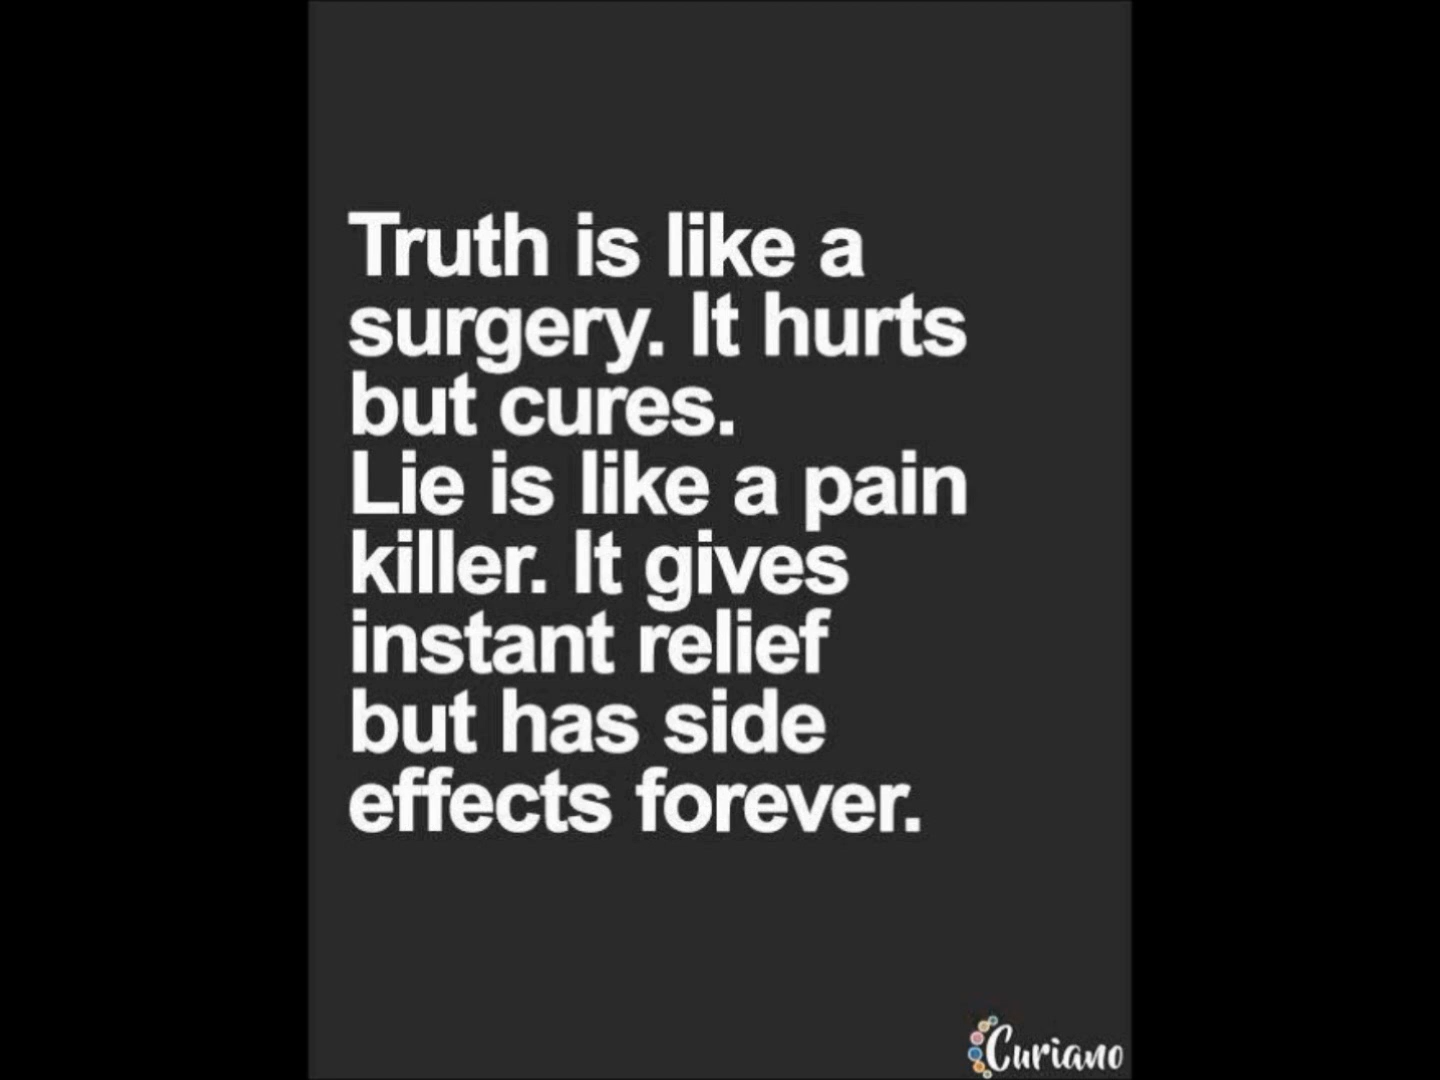 Truth is like a
surgery. It hurts
but cures.
Lie is like a pain
killer. It gives
instant relief
but has side
effects forever.
Curiano